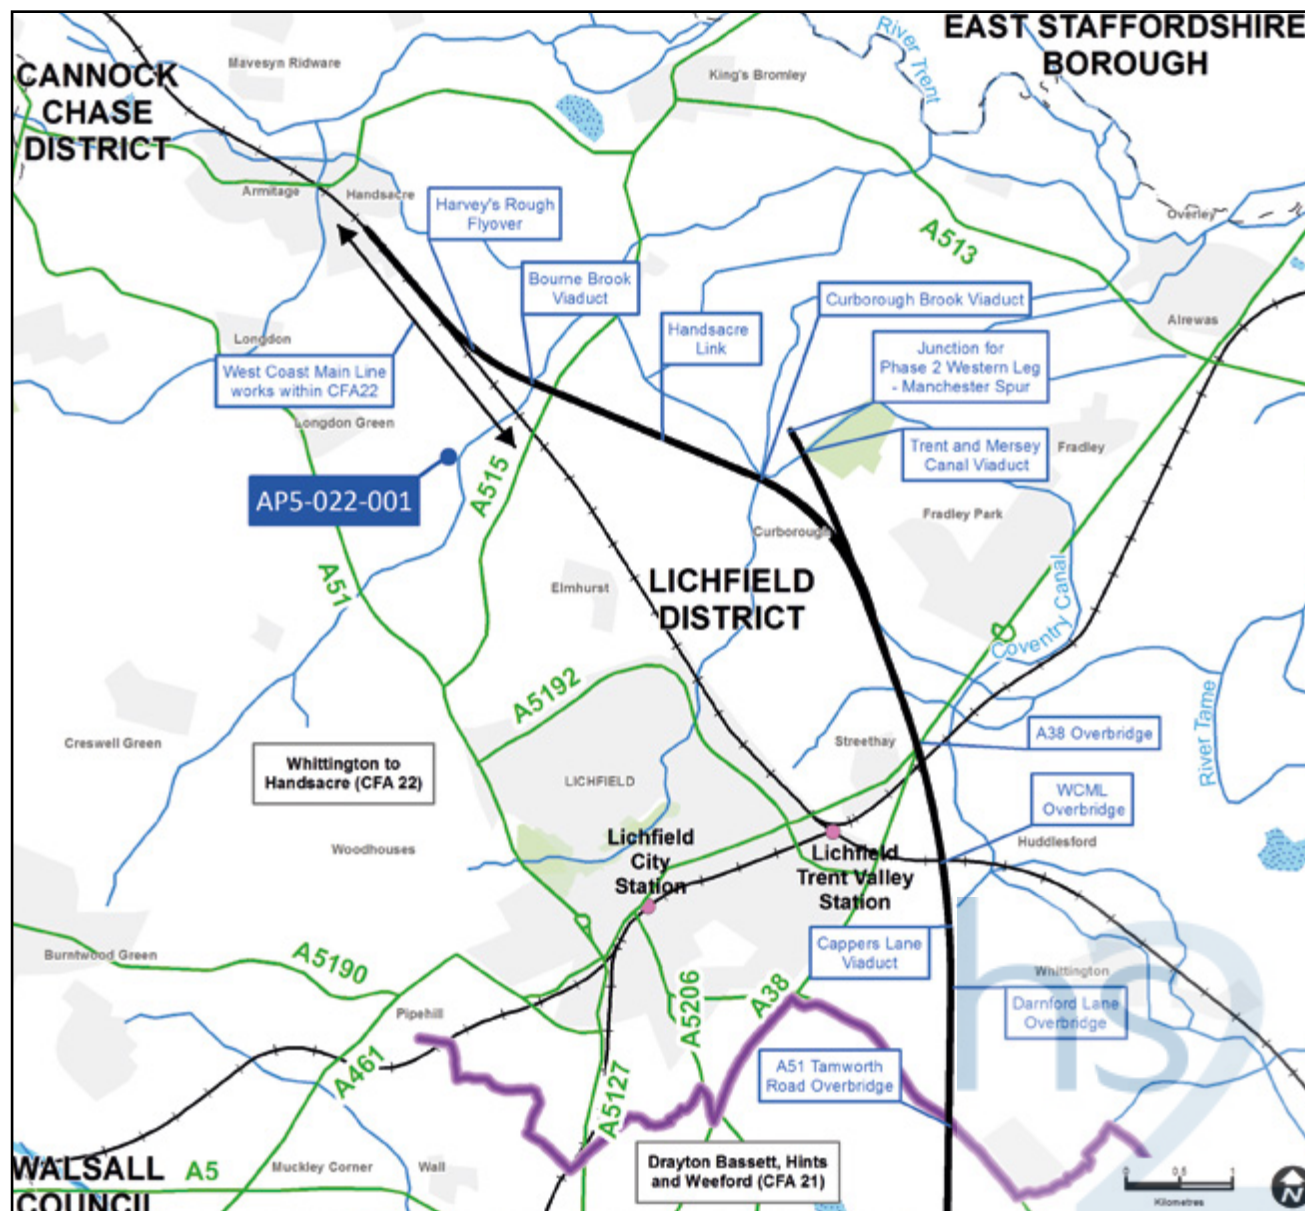 EAST STAFFORDSHIRE
BOROUGH
CANNOCK
CHASE
DISTRICT
Mavesyn Ridware
King's Bromley
River Trent
Armitage
Handsacre
Harvey's Rough
Flyover
Overley
A513
Bourne Brook
Viaduct
Curborough Brook Viaduct
Handsacre
Link
Alrewas
Longdon
West Coast Main Line
works within CFA22
Junction for
Phase 2 Western Leg
- Manchester Spur
Longdon Green
Trent and Mersey
Canal Viaduct
Fradley
AP5-022-001
A515
Fradley Park
Curborough
A51
Elmhurst
LICHFIELD
DISTRICT
Coventry Canal
A5192
River Tame
Creswell Green
Streethay
A38 Overbridge
Whittington to
Handsacre (CFA 22)
LICHFIELD
WCML
Overbridge
Woodhouses
Lichfield
City
Station
Lichfield
Trent Valley
Station
Huddlesford
Burntwood Green
A5190
Cappers Lane
Viaduct
Whittington
hs2
Darnford Lane
Overbridge
Pipehill
A5206
A38
A461
A5127
A51 Tamworth
Road Overbridge
WALSALL
COUNCIL
A5
Muckley Corner
Wall
Drayton Bassett, Hints
and Weeford (CFA 21)
0 0.5 1
Kilometres
N